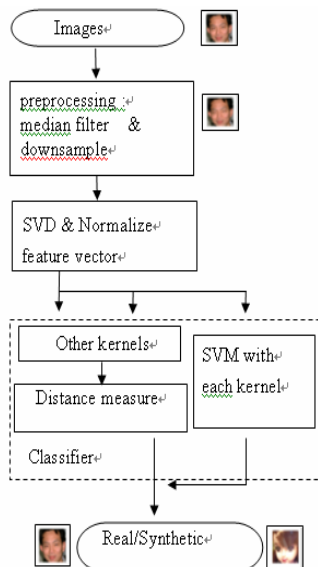 Images
preprocessing :
median filter &
downsample
SVD & Normalize
feature vector
Other kernels
Distance measure
SVM with
each kernel
Classifier
Real/Synthetic